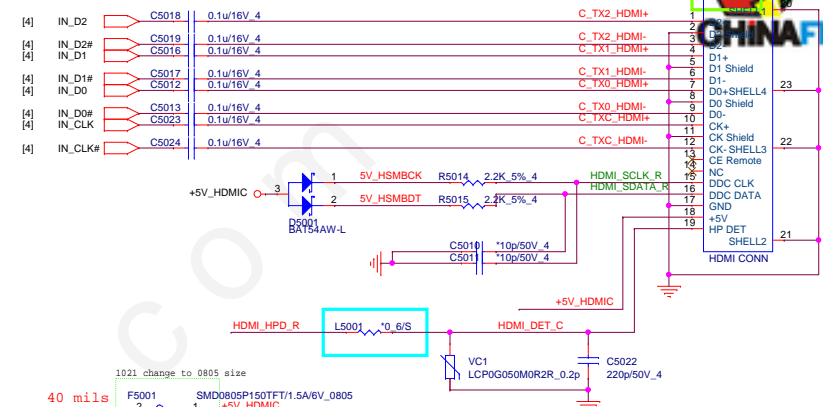 [4] IN_D2 C5018 0.1u/16V_4 C_TX2_HDMI+ 1 SHELL1
2
[4] IN_D2# C5019 0.1u/16V_4 C_TX2_HDMI- 3 D2-
[4] IN_D1 C5016 0.1u/16V_4 C_TX1_HDMI+ 4 D1+
5 D1 Shield
[4] IN_D1# C5017 0.1u/16V_4 C_TX1_HDMI- 6 D1-
[4] IN_D0 C5012 0.1u/16V_4 C_TX0_HDMI+ 7 D0+ SHELL4 23
8 D0 Shield
[4] IN_D0# C5013 0.1u/16V_4 C_TX0_HDMI- 9 D0-
[4] IN_CLK C5023 0.1u/16V_4 C_TXC_HDMI+ 10 CK+
11 CK Shield
[4] IN_CLK# C5024 0.1u/16V_4 C_TXC_HDMI- 12 CK- SHELL3 22
13 CE Remote
14 NC
1 5V_HSMBCK R5014 2.2K_5%_4 HDMI_SCLK_R 15 DDC CLK
+5V_HDMIC 3
2 5V_HSMBDT R5015 2.2K_5%_4 HDMI_SDATA_R 16 DDC DATA
17 GND
18 +5V
19 HP DET
D5001
BAT54AW-L
SHELL2 21
HDMI CONN
C5010 *10p/50V_4
C5011 *10p/50V_4
+5V_HDMIC
HDMI_HPD_R L5001 *0_6/S HDMI_DET_C
VC1
LCP0G050M0R2R_0.2p
C5022
220p/50V_4
1021 change to 0805 size
40 mils F5001 SMD0805P150TFT/1.5A/6V_0805
2 1 +5V_HDMIC
CHINAF
com